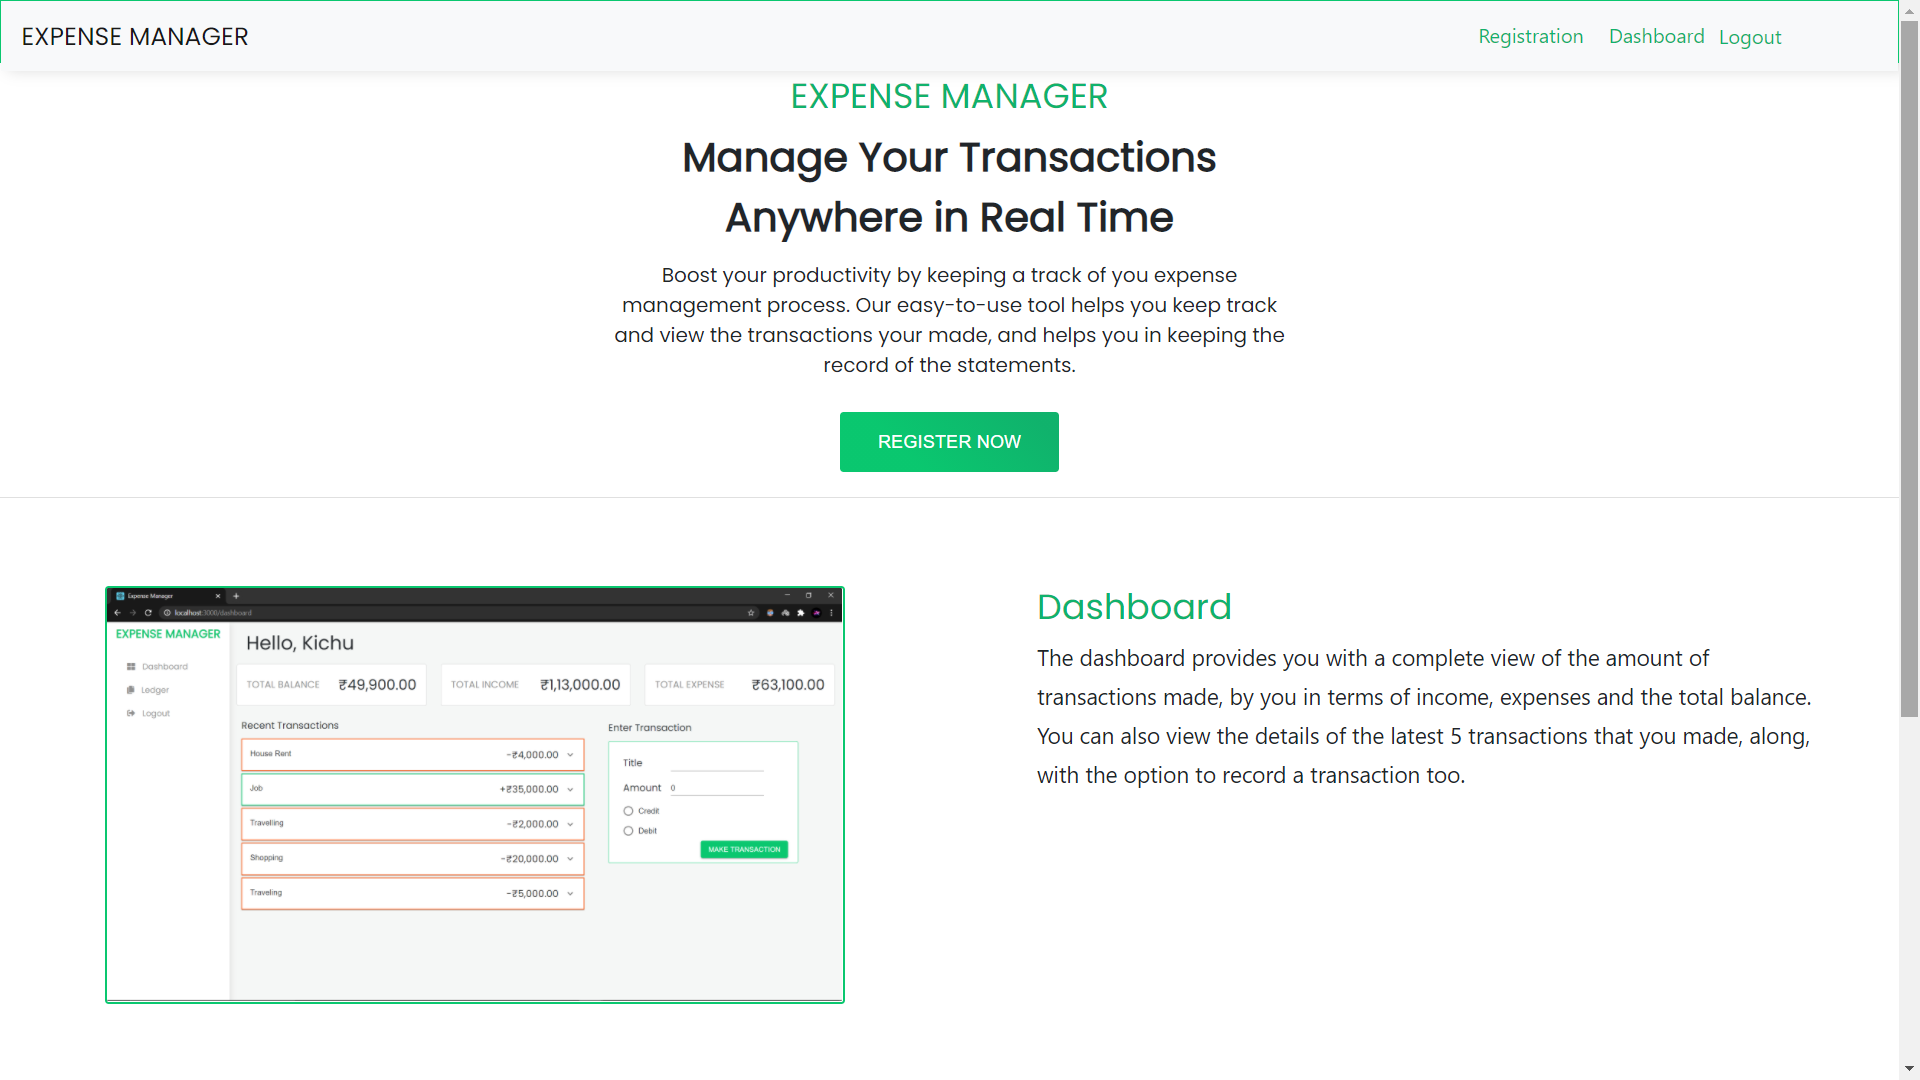 EXPENSE MANAGER
Registration Dashboard Logout
EXPENSE MANAGER
Manage Your Transactions
Anywhere in Real Time
Boost your productivity by keeping a track of you expense
management process. Our easy-to-use tool helps you keep track
and view the transactions your made, and helps you in keeping the
record of the statements.
REGISTER NOW
Expense Manager
localhost:3000/dashboard
EXPENSE MANAGER
Dashboard
Ledger
Logout
Hello, Kichu
TOTAL BALANCE ₹49,900.00
TOTAL INCOME ₹1,13,000.00
TOTAL EXPENSE ₹63,100.00
Recent Transactions
House Rent -₹4,000.00
Job +₹35,000.00
Travelling -₹2,000.00
Shopping -₹20,000.00
Traveling -₹5,000.00
Enter Transaction
Title
Amount 0
Credit
Debit
MAKE TRANSACTION
Dashboard
The dashboard provides you with a complete view of the amount of
transactions made, by you in terms of income, expenses and the total balance.
You can also view the details of the latest 5 transactions that you made, along,
with the option to record a transaction too.